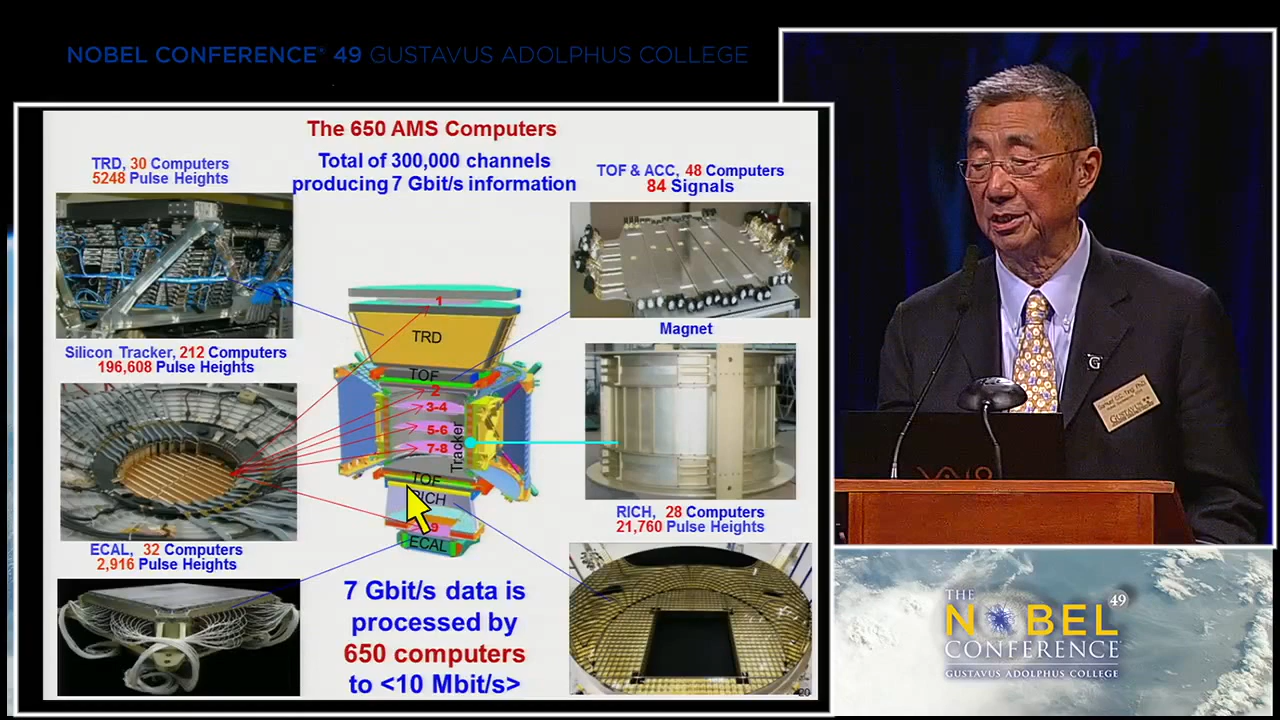 NOBEL CONFERENCE® 49 GUSTAVUS ADOLPHUS COLLEGE
The 650 AMS Computers
Total of 300,000 channels
producing 7 Gbit/s information
TRD, 30 Computers
5248 Pulse Heights
TOF & ACC, 48 Computers
84 Signals
Silicon Tracker, 212 Computers
196,608 Pulse Heights
Magnet
1
TRD
TOF
2
3-4
5-6
7-8
Tracker
TOF
RICH
9
ECAL
RICH, 28 Computers
21,760 Pulse Heights
ECAL, 32 Computers
2,916 Pulse Heights
7 Gbit/s data is
processed by
650 computers
to <10 Mbit/s>
20
VAIO
G
GUSTAVUS
THE
NOBEL 49
CONFERENCE
GUSTAVUS ADOLPHUS COLLEGE